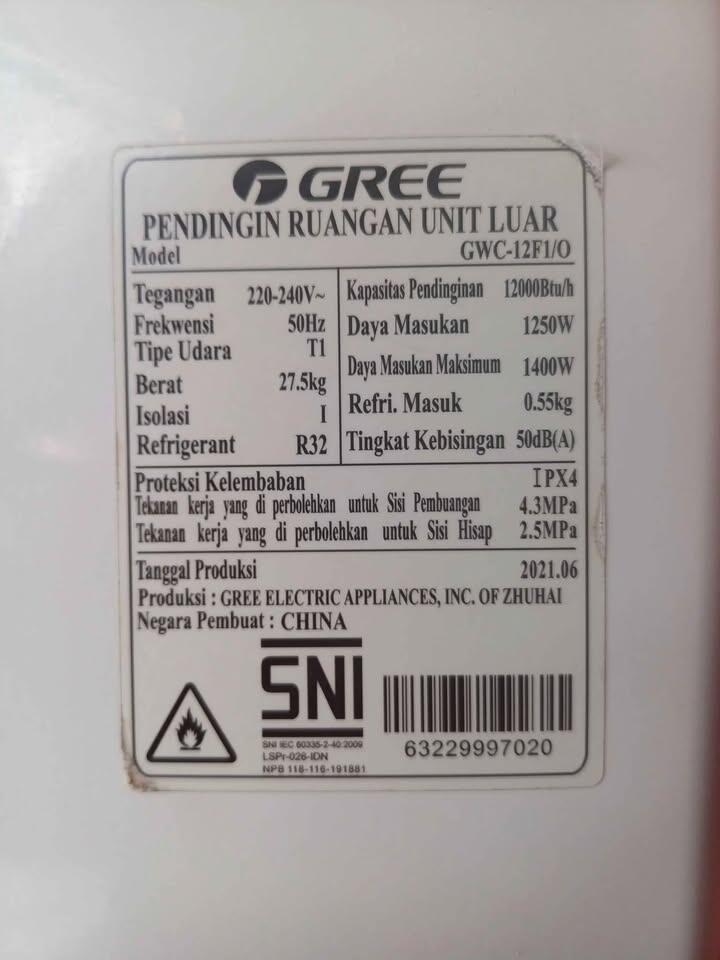 GREE
PENDINGIN RUANGAN UNIT LUAR
Model GWC-12F1/O
Tegangan 220-240V~
Frekwensi 50Hz
Tipe Udara T1
Berat 27.5kg
Isolasi I
Refrigerant R32
Kapasitas Pendinginan 12000Btu/h
Daya Masukan 1250W
Daya Masukan Maksimum 1400W
Refri. Masuk 0.55kg
Tingkat Kebisingan 50dB(A)
Proteksi Kelembaban IPX4
Tekanan kerja yang di perbolehkan untuk Sisi Pembuangan 4.3MPa
Tekanan kerja yang di perbolehkan untuk Sisi Hisap 2.5MPa
Tanggal Produksi 2021.06
Produksi : GREE ELECTRIC APPLIANCES, INC. OF ZHUHAI
Negara Pembuat : CHINA
SNI
SNI IEC 60335-2-40:2009
LSPr-026-IDN
NPB 116-116-191881
63229997020